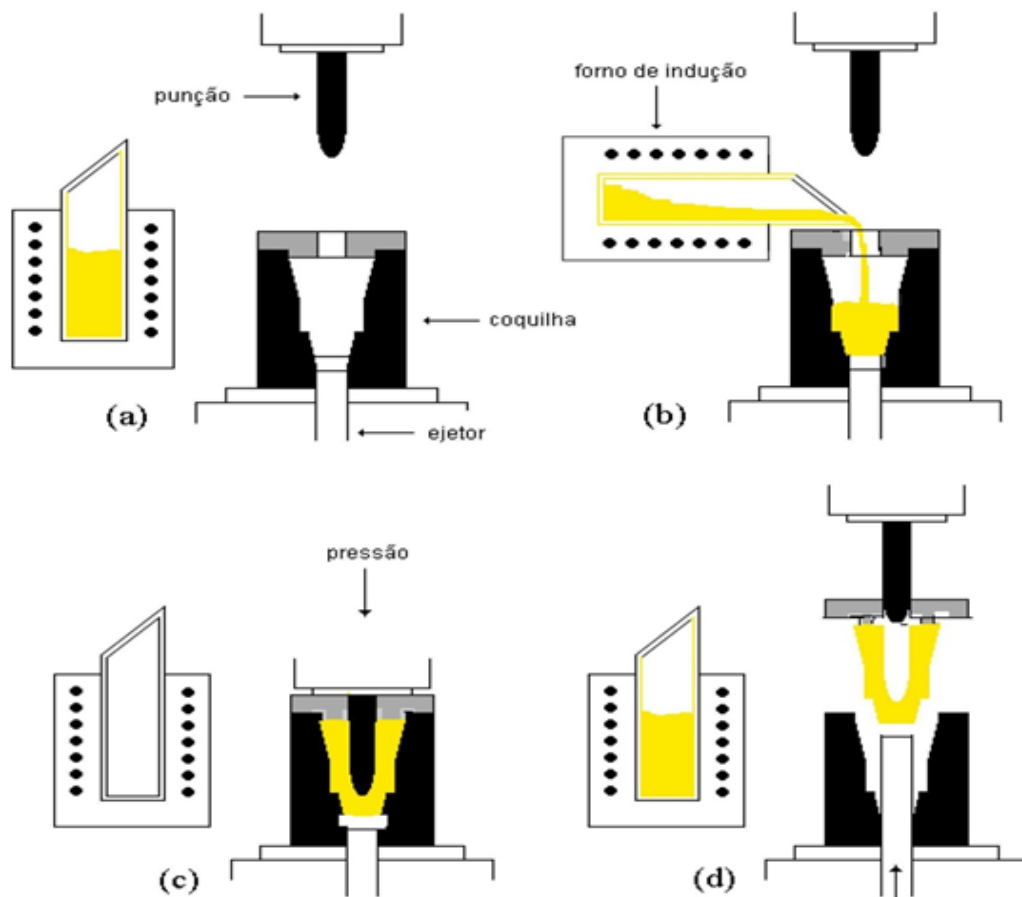 punção
forno de indução
coquilha
(a)
(b)
ejetor
pressão
(c)
(d)